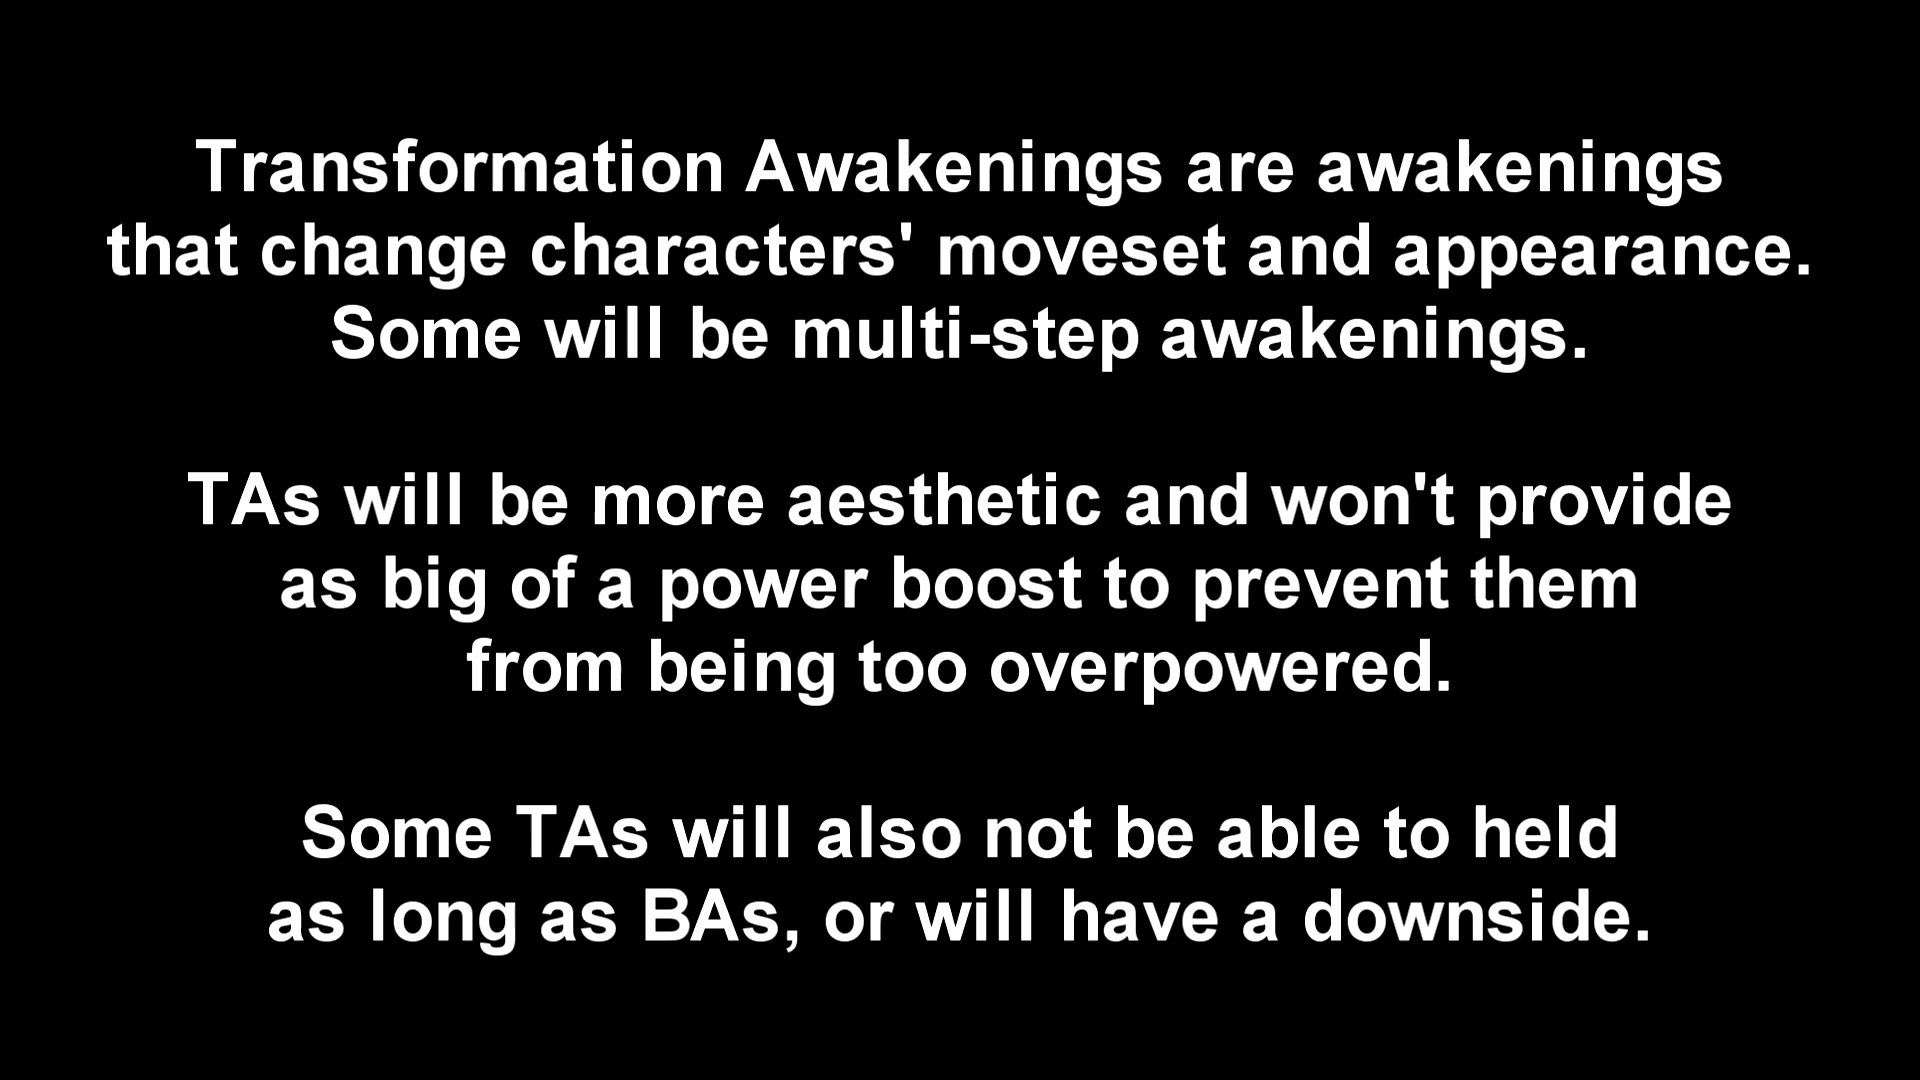 Transformation Awakenings are awakenings
that change characters' moveset and appearance.
Some will be multi-step awakenings.
TAs will be more aesthetic and won't provide
as big of a power boost to prevent them
from being too overpowered.
Some TAs will also not be able to held
as long as BAs, or will have a downside.